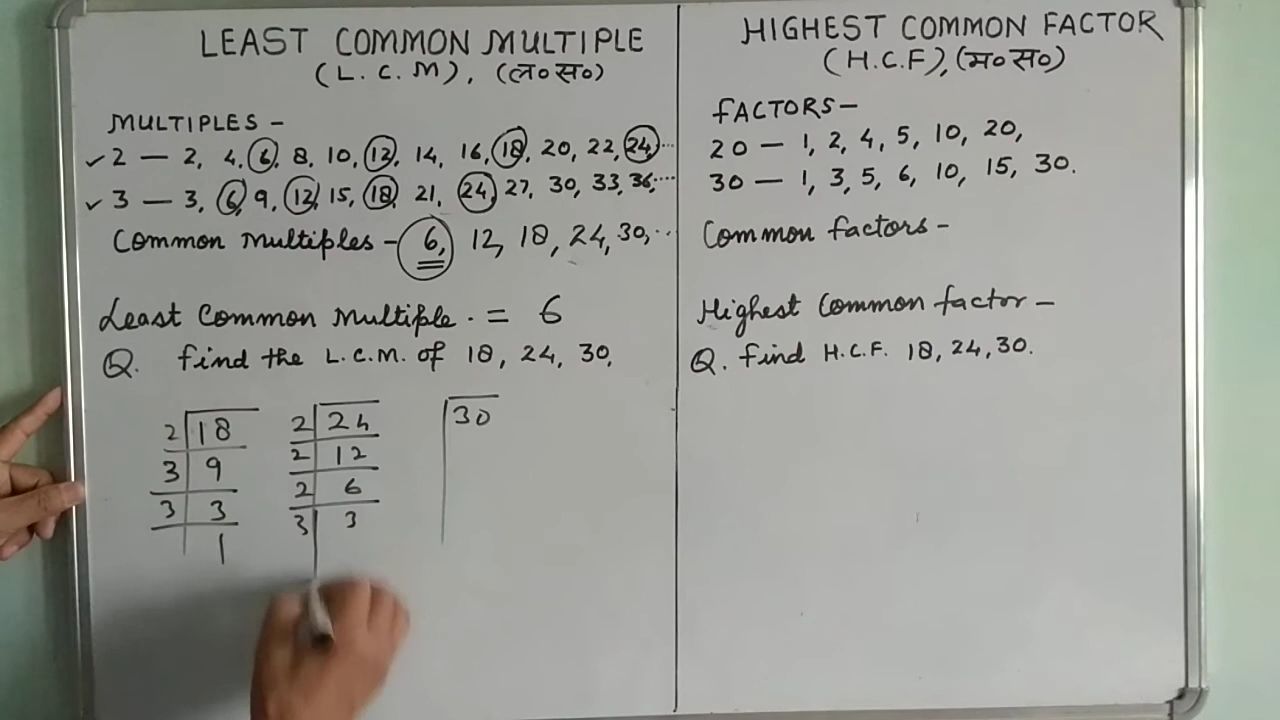 LEAST COMMON MULTIPLE
(L.C.M), (ल०स०)
MULTIPLES -
✓ 2 — 2, 4, 6, 8, 10, 12, 14, 16, 18, 20, 22, 24, ...
✓ 3 — 3, 6, 9, 12, 15, 18, 21, 24, 27, 30, 33, 36, ...
Common Multiples - 6, 12, 18, 24, 30, ..
Least Common Multiple. = 6
Q. find the L.C.M. of 18, 24, 30,
2 18
3 9
3 3
1
2 24
2 12
2 6
3 3
30
HIGHEST COMMON FACTOR
(H.C.F), (म०स०)
FACTORS -
20 — 1, 2, 4, 5, 10, 20,
30 — 1, 3, 5, 6, 10, 15, 30.
Common factors -
Highest Common factor -
Q. Find H.C.F. 18, 24, 30.